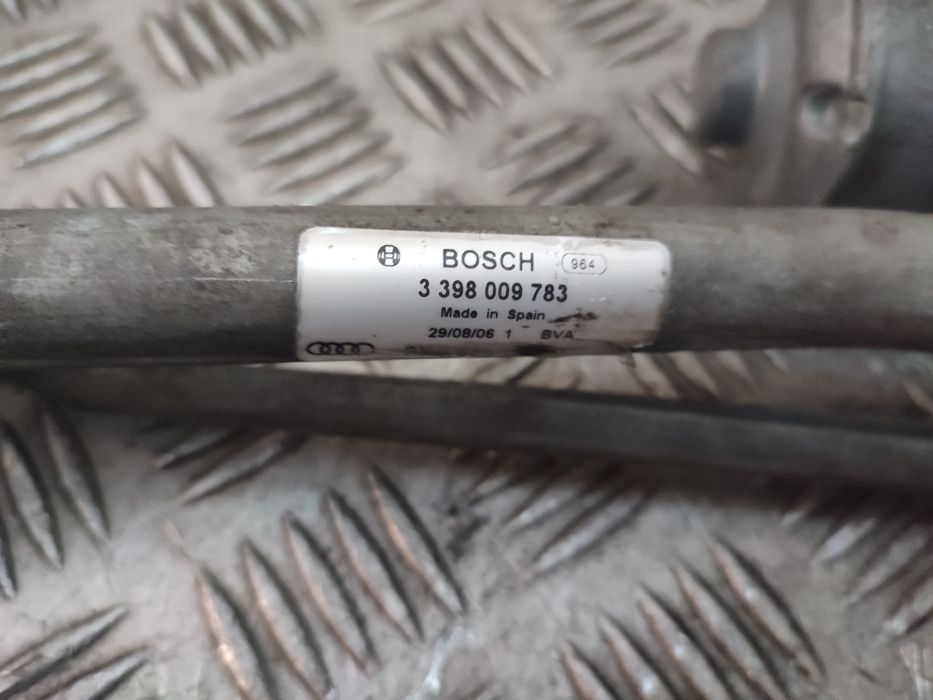 BOSCH 964
3 398 009 783
Made in Spain
29/08/06 1 BVA